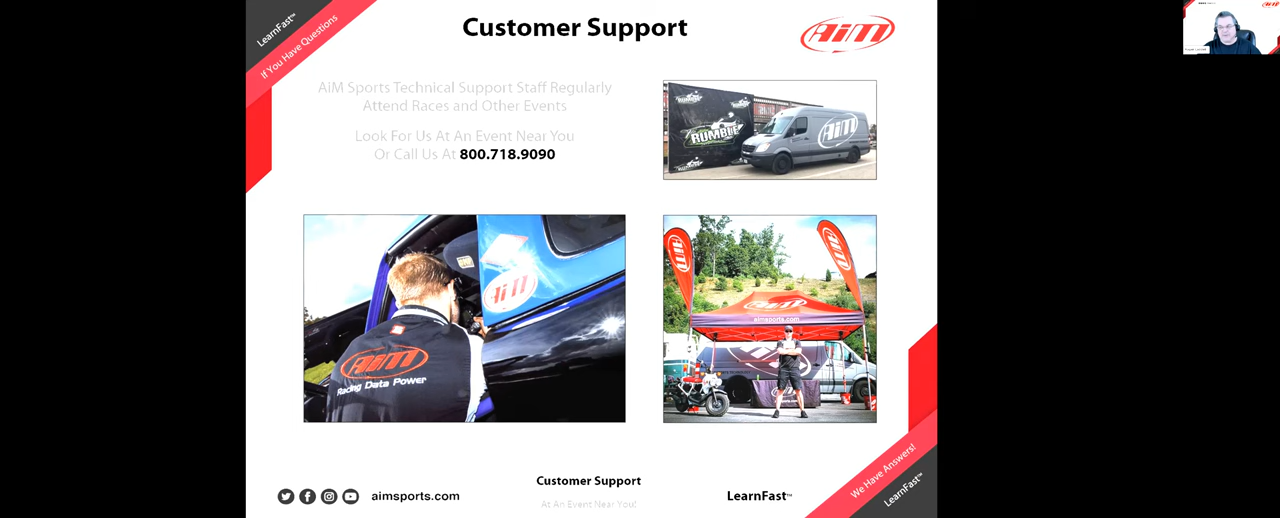 LearnFast™
If You Have Questions
Customer Support
AiM
AiM Sports Technical Support Staff Regularly
Attend Races and Other Events
Look For Us At An Event Near You
Or Call Us At 800.718.9090
RUMBLE
AiM
AiM
AiM
Racing Data Power
AiM
AiM
AiM
aimsports.com
aimsports.com
Customer Support
At An Event Near You!
LearnFast™
We Have Answers!
LearnFast™